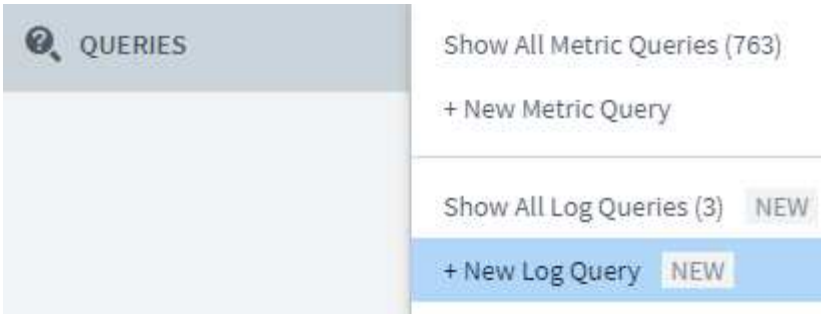 QUERIES
Show All Metric Queries (763)
+ New Metric Query
Show All Log Queries (3) NEW
+ New Log Query NEW